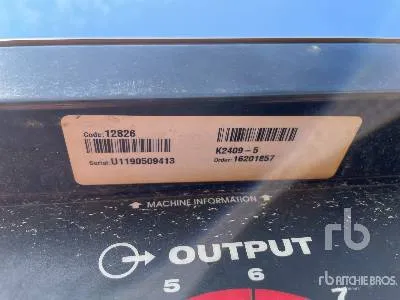 Code: 12826
Serial: U1190509413
K2409-5
Order: 16201857
MACHINE INFORMATION
OUTPUT
5 6 7
rb
rb RITCHIE BROS.